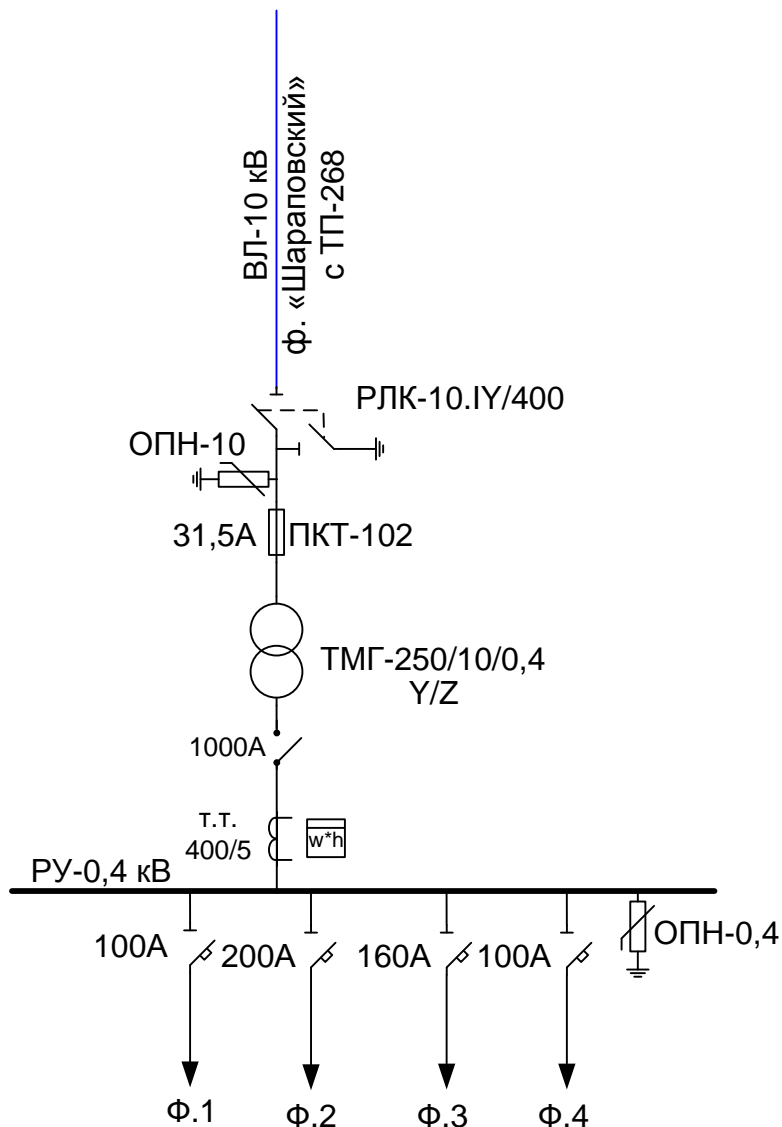 ВЛ-10 кВ
ф. «Шараповский»
с ТП-268
РЛК-10.IY/400
ОПН-10
31,5А
ПКТ-102
ТМГ-250/10/0,4
Y/Z
1000А
т.т.
400/5
w*h
РУ-0,4 кВ
100А
200А
160А
100А
ОПН-0,4
Ф.1
Ф.2
Ф.3
Ф.4